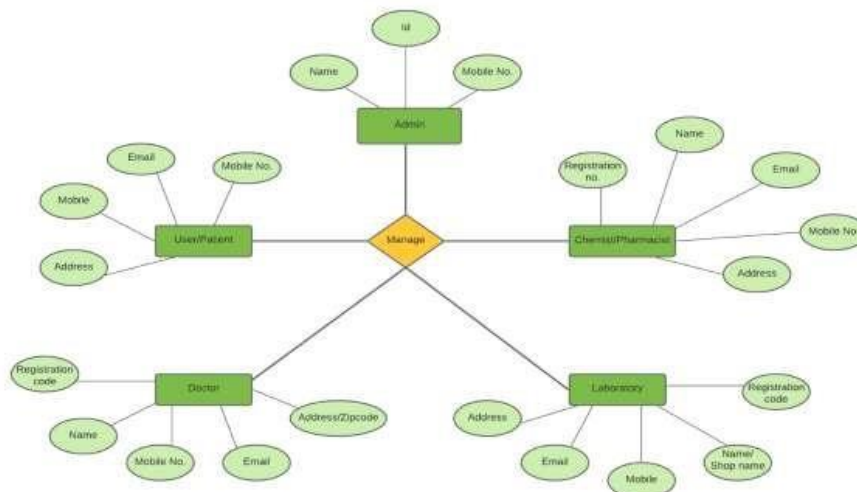 Id
Name
Mobile No.
Admin
Name
Email
Mobile No.
Registration
no.
Email
Mobile
Mobile No.
User/Patient
Manage
Chemist/Pharmacist
Address
Address
Registration
code
Doctor
Laboratory
Registration
code
Address/Zipcode
Address
Name
Mobile No.
Email
Email
Mobile
Name/
Shop name